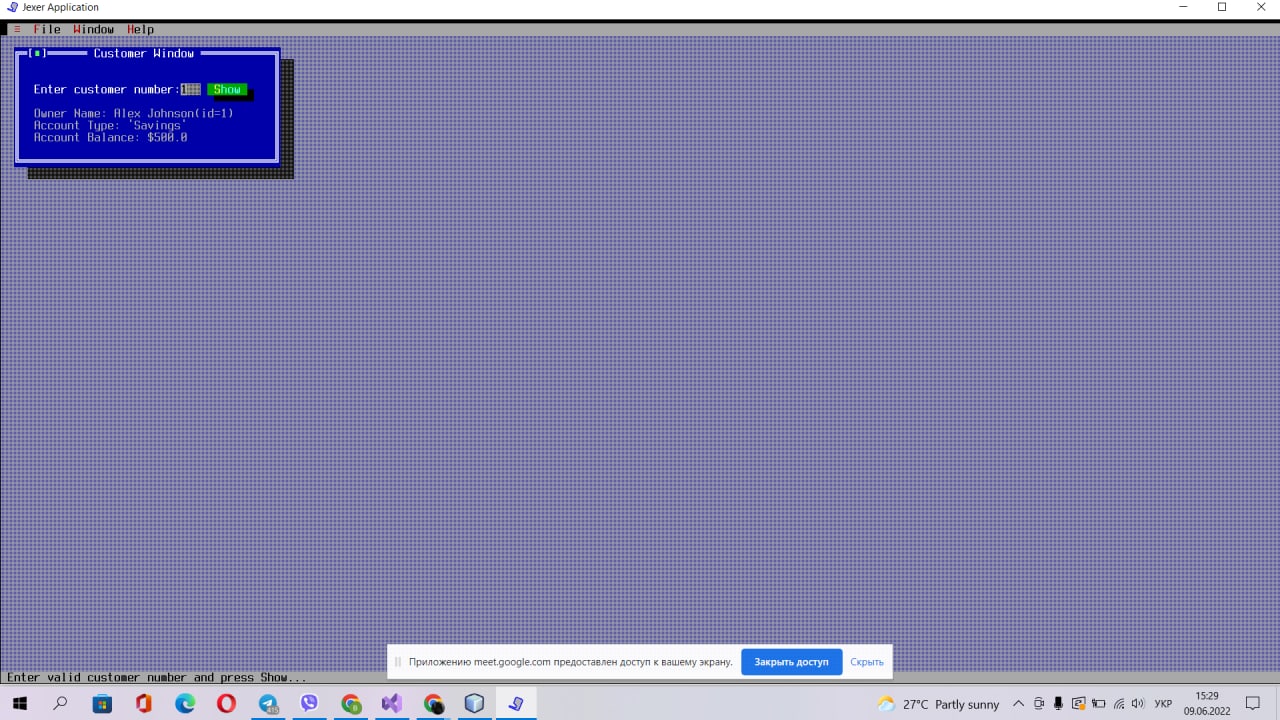 Jexer Application
File Window Help
Customer Window
Enter customer number:1 Show
Owner Name: Alex Johnson(id=1)
Account Type: 'Savings'
Account Balance: $500.0
Приложению meet.google.com предоставлен доступ к вашему экрану. Закрыть доступ Скрыть
Enter valid customer number and press Show...
415
27°C Partly sunny
УКР
15:29
09.06.2022